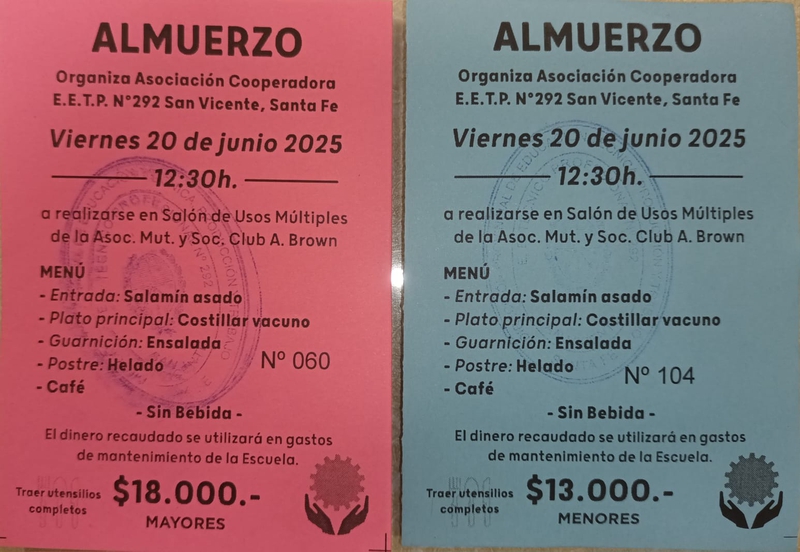 ALMUERZO
Organiza Asociación Cooperadora
E.E.T.P. N°292 San Vicente, Santa Fe
Viernes 20 de junio 2025
12:30h.
a realizarse en Salón de Usos Múltiples
de la Asoc. Mut. y Soc. Club A. Brown
MENÚ
- Entrada: Salamín asado
- Plato principal: Costillar vacuno
- Guarnición: Ensalada
- Postre: Helado
Nº 060
- Café
- Sin Bebida -
El dinero recaudado se utilizará en gastos
de mantenimiento de la Escuela.
Traer utensilios
completos
$18.000.-
MAYORES
ALMUERZO
Organiza Asociación Cooperadora
E.E.T.P. N°292 San Vicente, Santa Fe
Viernes 20 de junio 2025
12:30h.
a realizarse en Salón de Usos Múltiples
de la Asoc. Mut. y Soc. Club A. Brown
MENÚ
- Entrada: Salamín asado
- Plato principal: Costillar vacuno
- Guarnición: Ensalada
- Postre: Helado
Nº 104
- Café
- Sin Bebida -
El dinero recaudado se utilizará en gastos
de mantenimiento de la Escuela.
Traer utensilios
completos
$13.000.-
MENORES